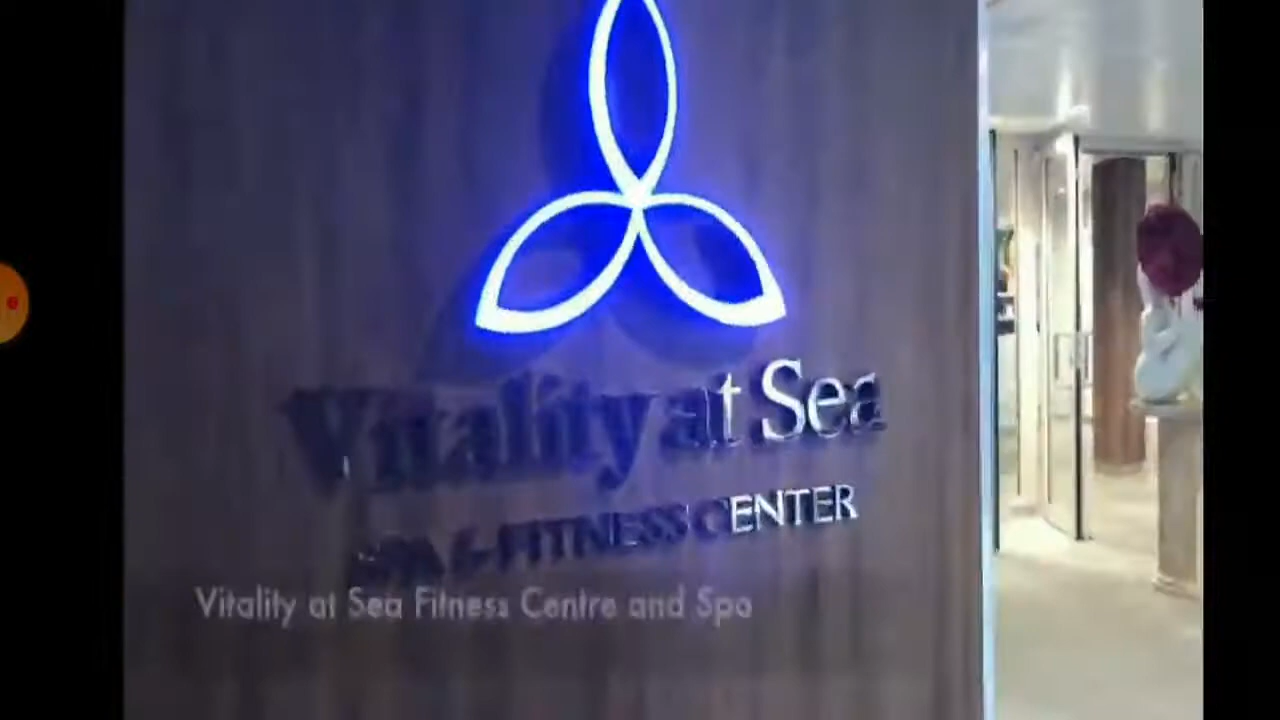 Vitality at Sea
SPA & FITNESS CENTER
Vitality at Sea Fitness Centre and Spa